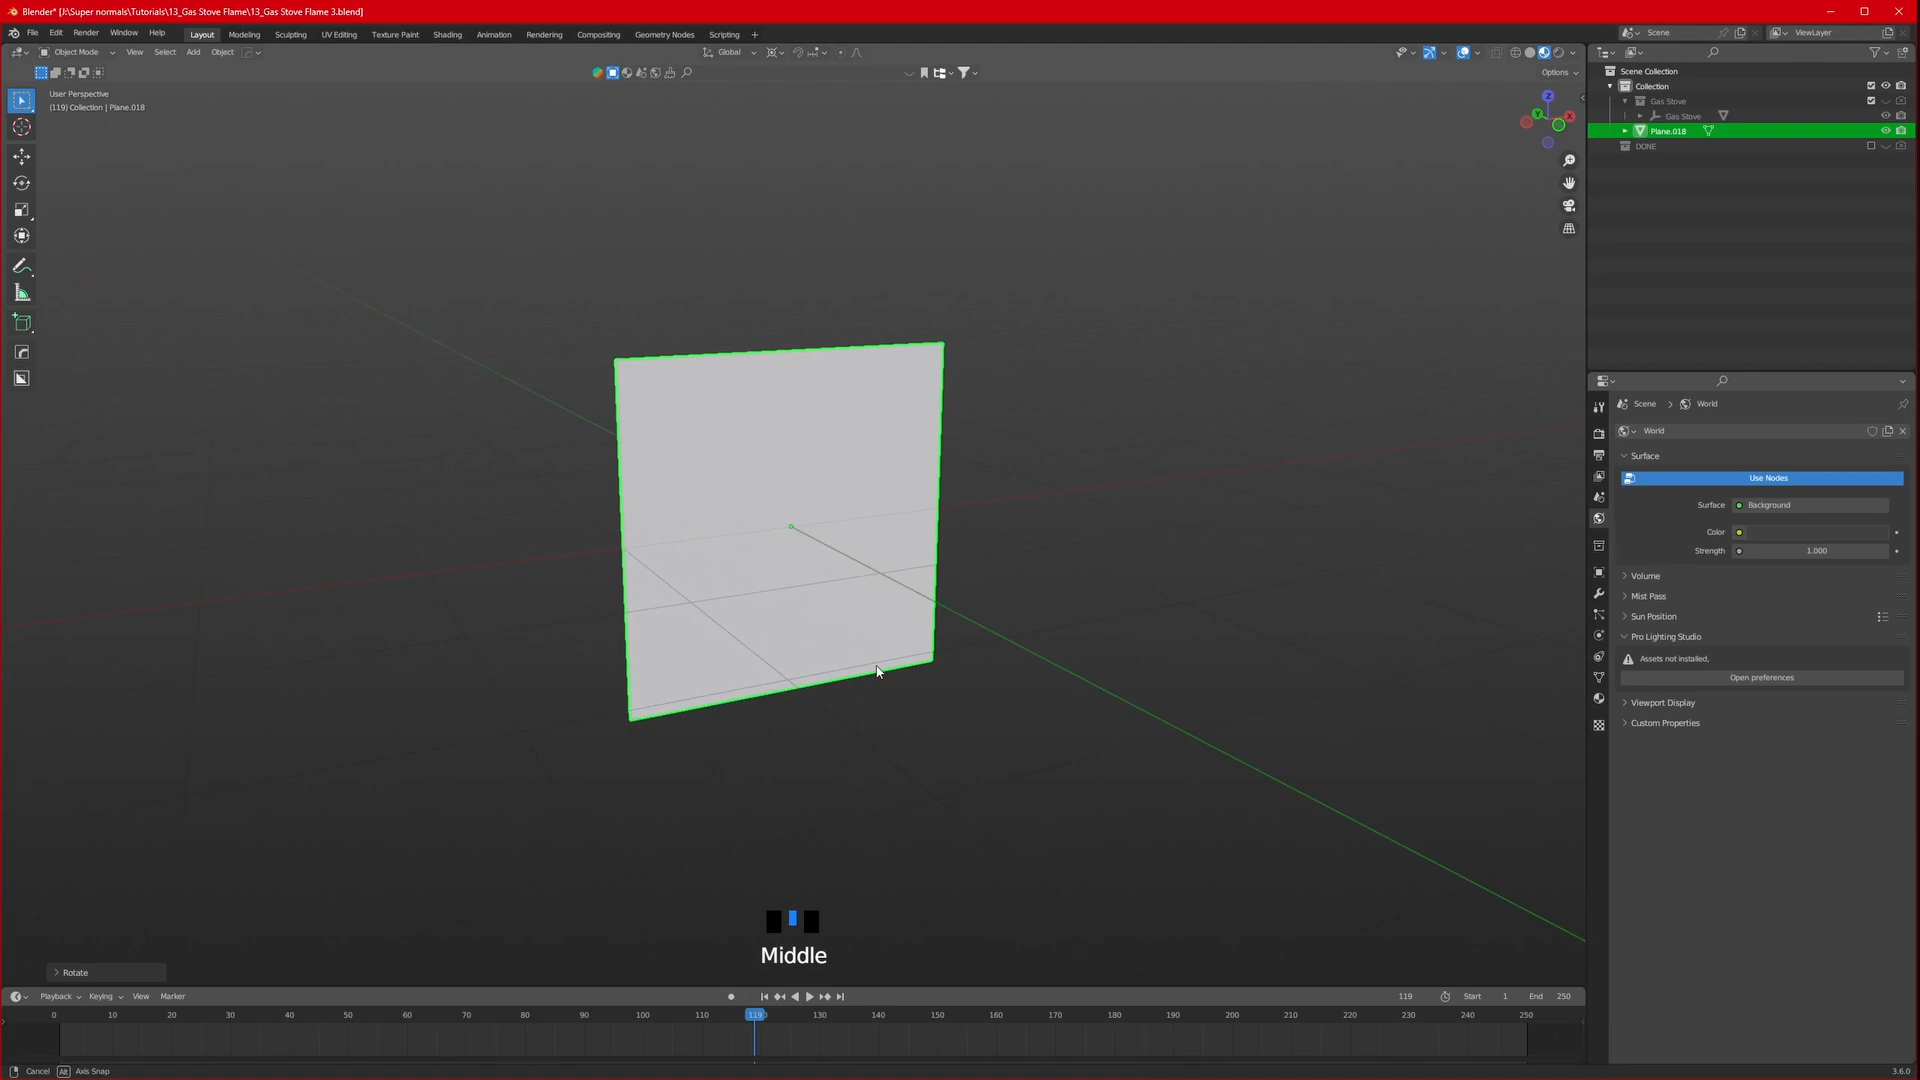 Blender* [J:\Super normals\Tutorials\13_Gas Stove Flame\13_Gas Stove Flame 3.blend]
File Edit Render Window Help Layout Modeling Sculpting UV Editing Texture Paint Shading Animation Rendering Compositing Geometry Nodes Scripting + Scene ViewLayer
Object Mode View Select Add Object Global
Options
User Perspective
(119) Collection | Plane.018
Z
Y
X
Scene Collection
Collection
Gas Stove
Gas Stove
Plane.018
DONE
Scene > World
World
Surface
Use Nodes
Surface Background
Color
Strength 1.000
Volume
Mist Pass
Sun Position
Pro Lighting Studio
Assets not installed,
Open preferences
Viewport Display
Custom Properties
Middle
Rotate
Playback Keying View Marker 119 Start 1 End 250
0 10 20 30 40 50 60 70 80 90 100 110 119 130 140 150 160 170 180 190 200 210 220 230 240 250
Cancel Alt Axis Snap 3.6.0